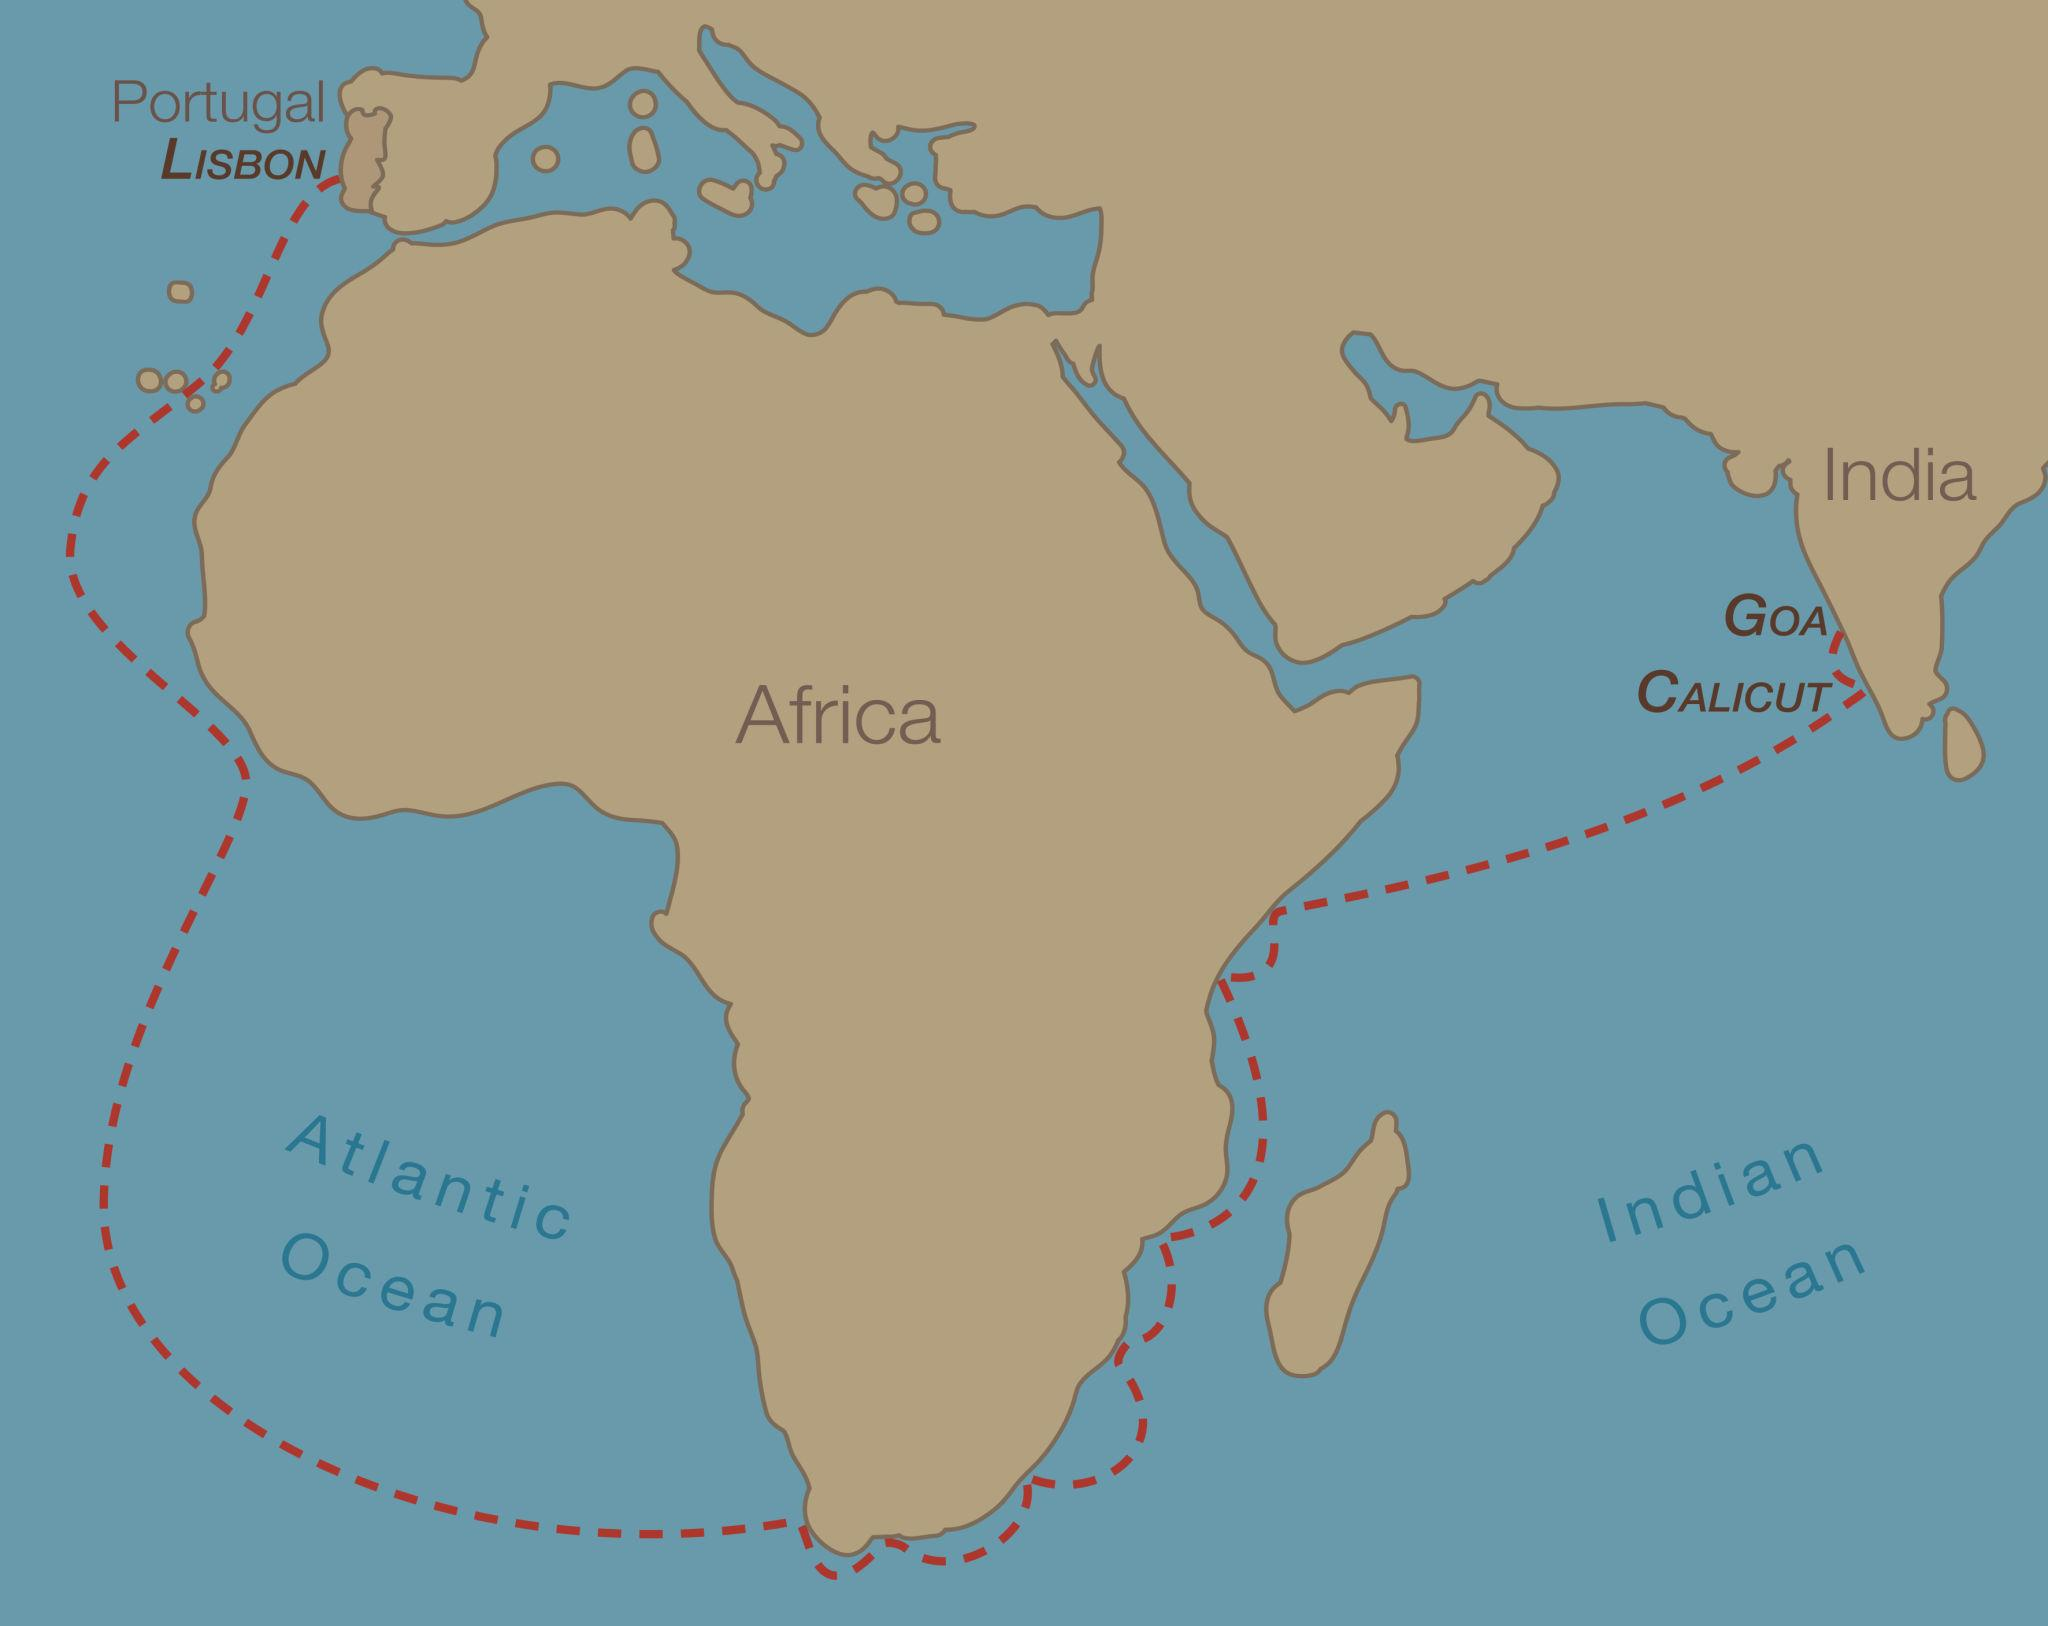 Portugal
LISBON
India
GOA
CALICUT
Africa
Atlantic
Ocean
Indian
Ocean